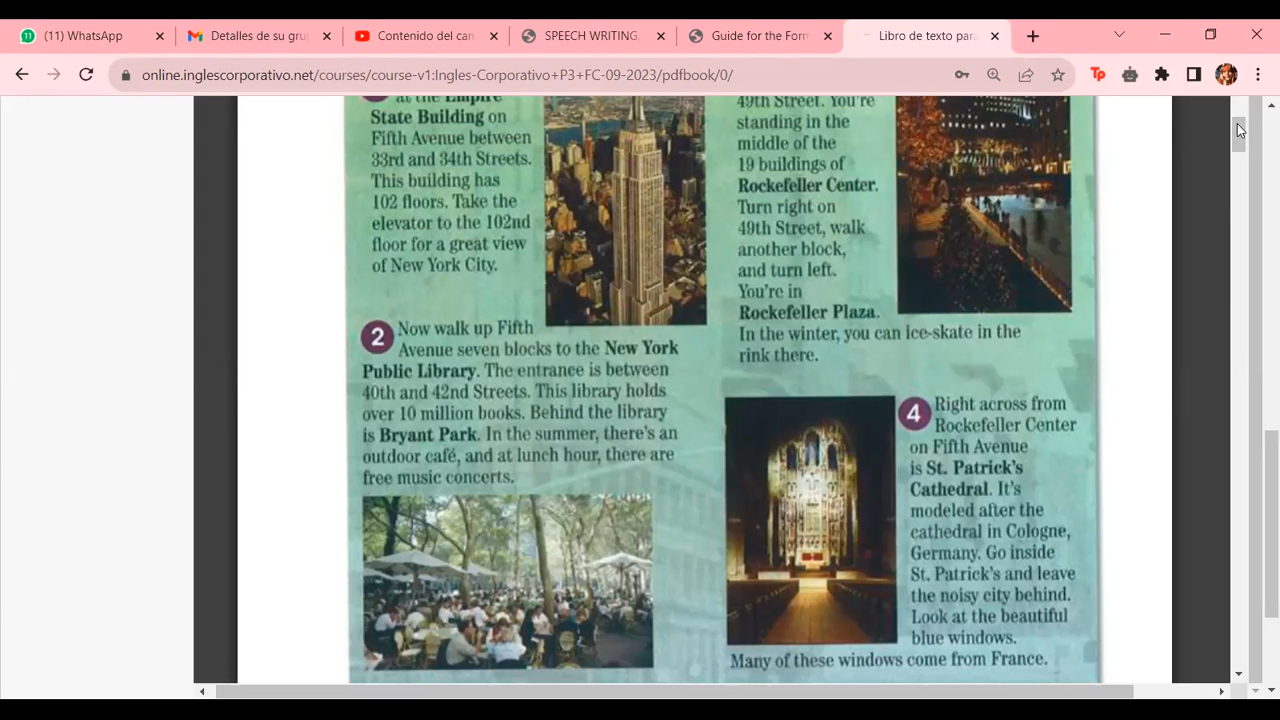 11
(11) WhatsApp
Detalles de su gru
Contenido del car
SPEECH WRITING
Guide for the Form
Libro de texto para
online.inglescorporativo.net/courses/course-v1:Ingles-Corporativo+P3+FC-09-2023/pdfbook/0/
Tp
at the Empire
State Building on
Fifth Avenue between
33rd and 34th Streets.
This building has
102 floors. Take the
elevator to the 102nd
floor for a great view
of New York City.
2 Now walk up Fifth
Avenue seven blocks to the New York
Public Library. The entrance is between
40th and 42nd Streets. This library holds
over 10 million books. Behind the library
is Bryant Park. In the summer, there's an
outdoor café, and at lunch hour, there are
free music concerts.
49th Street. You're
standing in the
middle of the
19 buildings of
Rockefeller Center.
Turn right on
49th Street, walk
another block,
and turn left.
You're in
Rockefeller Plaza.
In the winter, you can ice-skate in the
rink there.
4 Right across from
Rockefeller Center
on Fifth Avenue
is St. Patrick's
Cathedral. It's
modeled after the
cathedral in Cologne,
Germany. Go inside
St. Patrick's and leave
the noisy city behind.
Look at the beautiful
blue windows.
Many of these windows come from France.